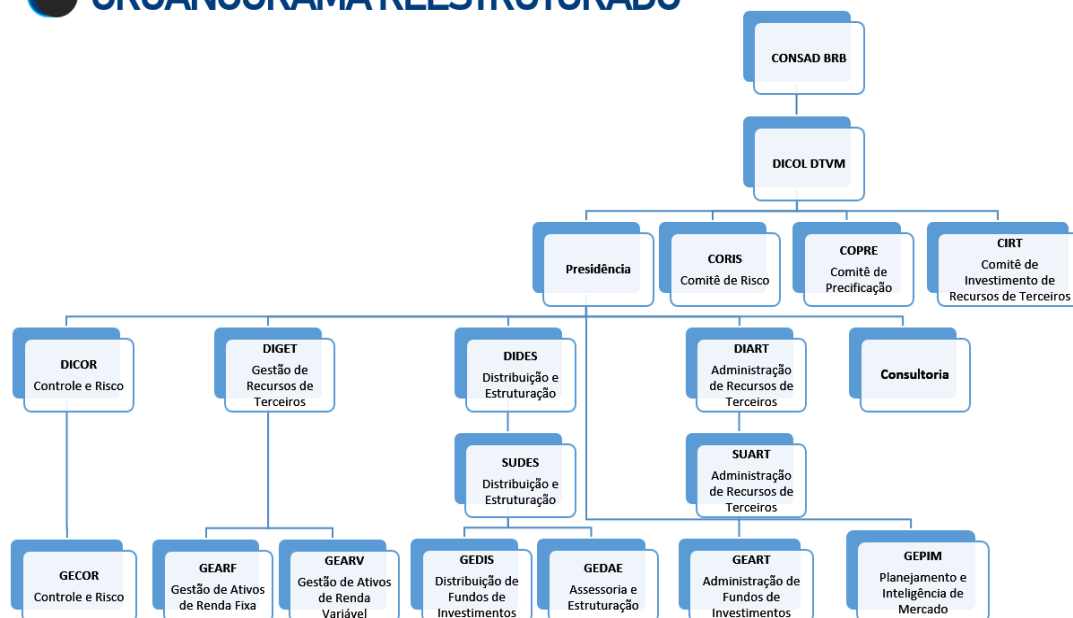 ORGANOGRAMA REESTRUTURADO
CONSAD BRB
DICOL DTVM
Presidência
CORIS
Comitê de Risco
COPRE
Comitê de
Precificação
CIRT
Comitê de
Investimento de
Recursos de Terceiros
DICOR
Controle e Risco
DIGET
Gestão de
Recursos de
Terceiros
DIDES
Distribuição e
Estruturação
DIART
Administração
de Recursos de
Terceiros
Consultoria
SUDES
Distribuição e
Estruturação
SUART
Administração
de Recursos de
Terceiros
GECOR
Controle e Risco
GEARF
Gestão de Ativos
de Renda Fixa
GEARV
Gestão de Ativos
de Renda
Variável
GEDIS
Distribuição de
Fundos de
Investimentos
GEDAE
Assessoria e
Estruturação
GEART
Administração de
Fundos de
Investimentos
GEPIM
Planejamento e
Inteligência de
Mercado